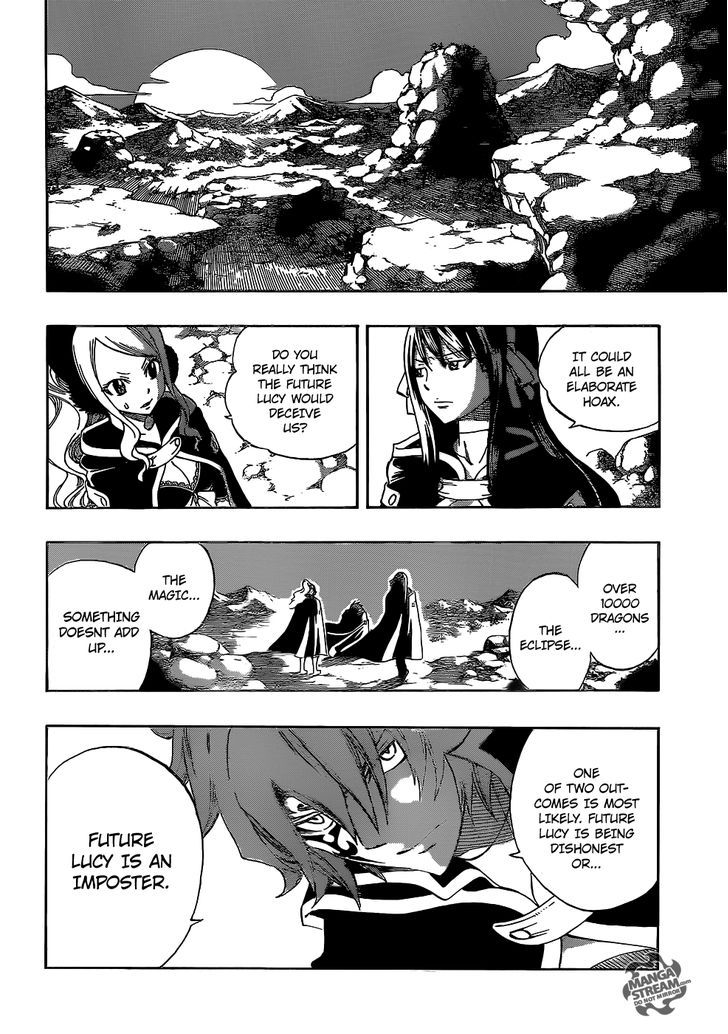 IT COULD
ALL BE AN
ELABORATE
HOAX.
DO YOU
REALLY THINK
THE FUTURE
LUCY WOULD
DECEIVE
US?
OVER
10000
DRAGONS
...
THE
ECLIPSE...
THE
MAGIC...
SOMETHING
DOESNT ADD
UP...
ONE
OF TWO OUT-
COMES IS MOST
LIKELY. FUTURE
LUCY IS BEING
DISHONEST
OR...
FUTURE
LUCY IS AN
IMPOSTER.
MANGA
STREAM.COM
DO NOT MIRROR